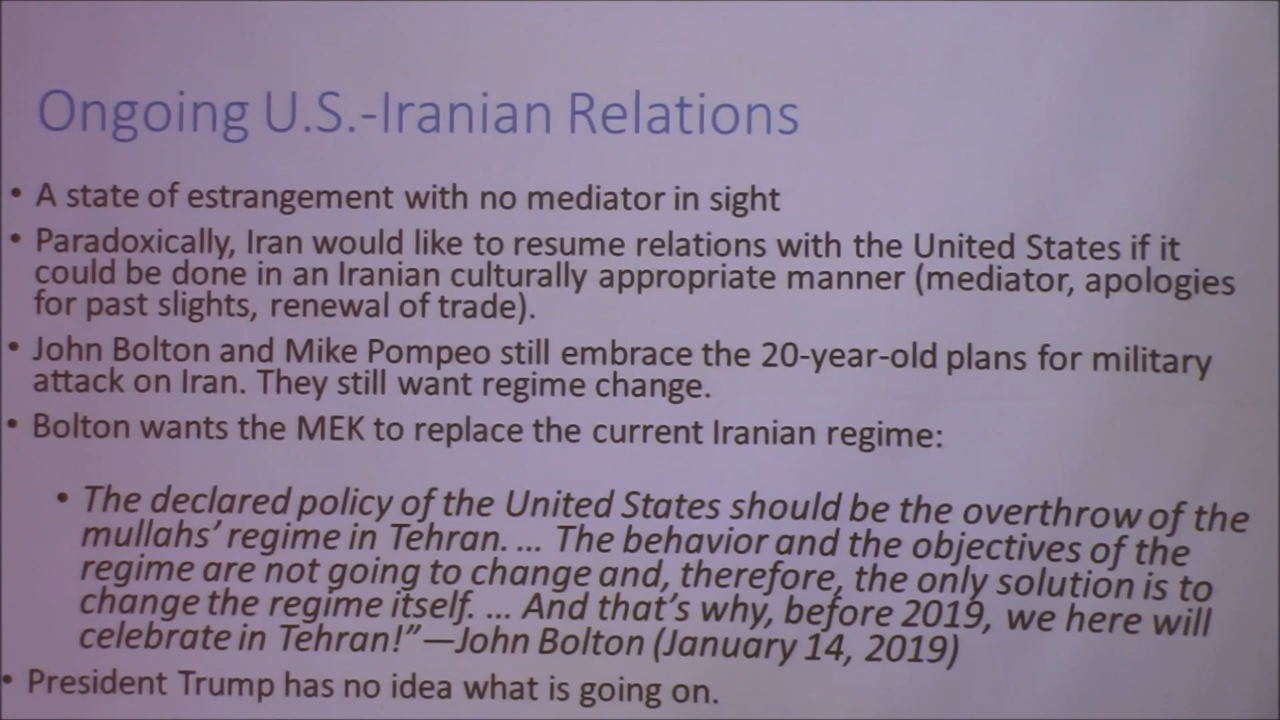 Ongoing U.S.-Iranian Relations
• A state of estrangement with no mediator in sight
• Paradoxically, Iran would like to resume relations with the United States if it
could be done in an Iranian culturally appropriate manner (mediator, apologies
for past slights, renewal of trade).
• John Bolton and Mike Pompeo still embrace the 20-year-old plans for military
attack on Iran. They still want regime change.
• Bolton wants the MEK to replace the current Iranian regime:
• The declared policy of the United States should be the overthrow of the
mullahs’ regime in Tehran. ... The behavior and the objectives of the
regime are not going to change and, therefore, the only solution is to
change the regime itself. ... And that’s why, before 2019, we here will
celebrate in Tehran!”—John Bolton (January 14, 2019)
• President Trump has no idea what is going on.